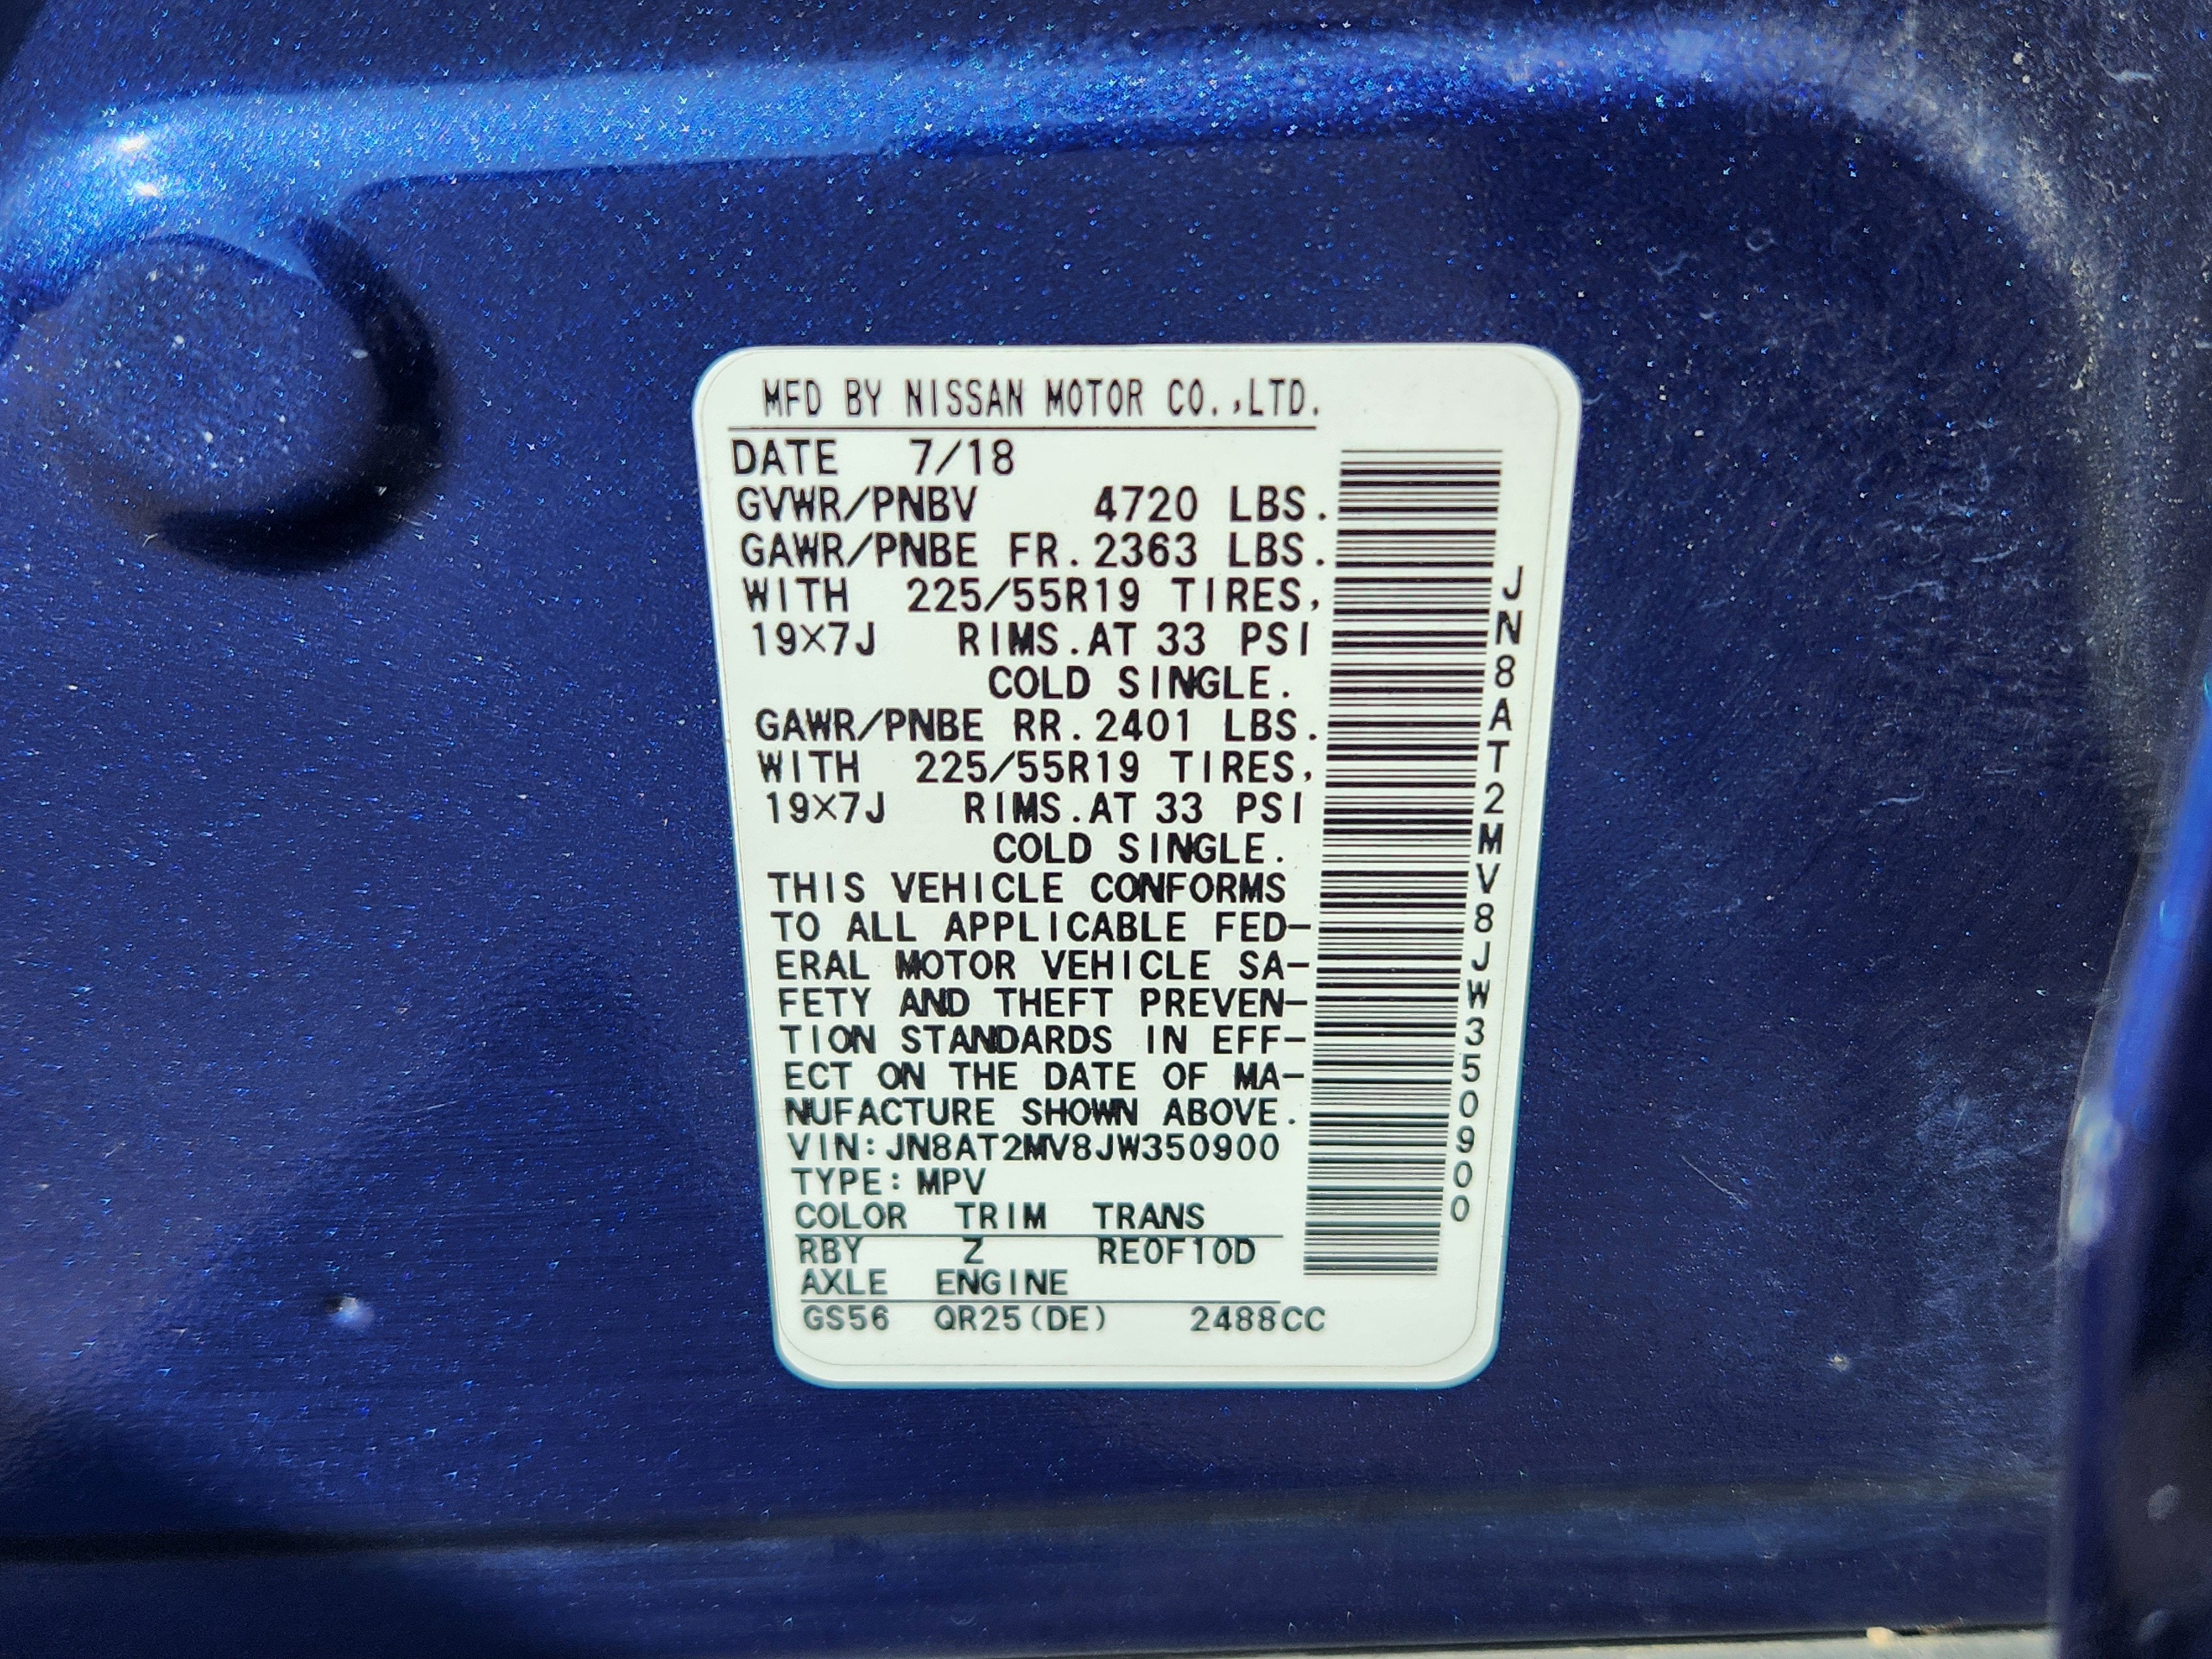 MFD BY NISSAN MOTOR CO.,LTD.
DATE 7/18
GVWR/PNBV 4720 LBS.
GAWR/PNBE FR.2363 LBS.
WITH 225/55R19 TIRES,
19×7J RIMS.AT 33 PSI
COLD SINGLE.
GAWR/PNBE RR.2401 LBS.
WITH 225/55R19 TIRES,
19×7J RIMS.AT 33 PSI
COLD SINGLE.
THIS VEHICLE CONFORMS
TO ALL APPLICABLE FED-
ERAL MOTOR VEHICLE SA-
FETY AND THEFT PREVEN-
TION STANDARDS IN EFF-
ECT ON THE DATE OF MA-
NUFACTURE SHOWN ABOVE.
VIN:JN8AT2MV8JW350900
TYPE:MPV
COLOR TRIM TRANS
RBY Z RE0F10D
AXLE ENGINE
GS56 QR25(DE) 2488CC
JN8AT2MV8JW350900